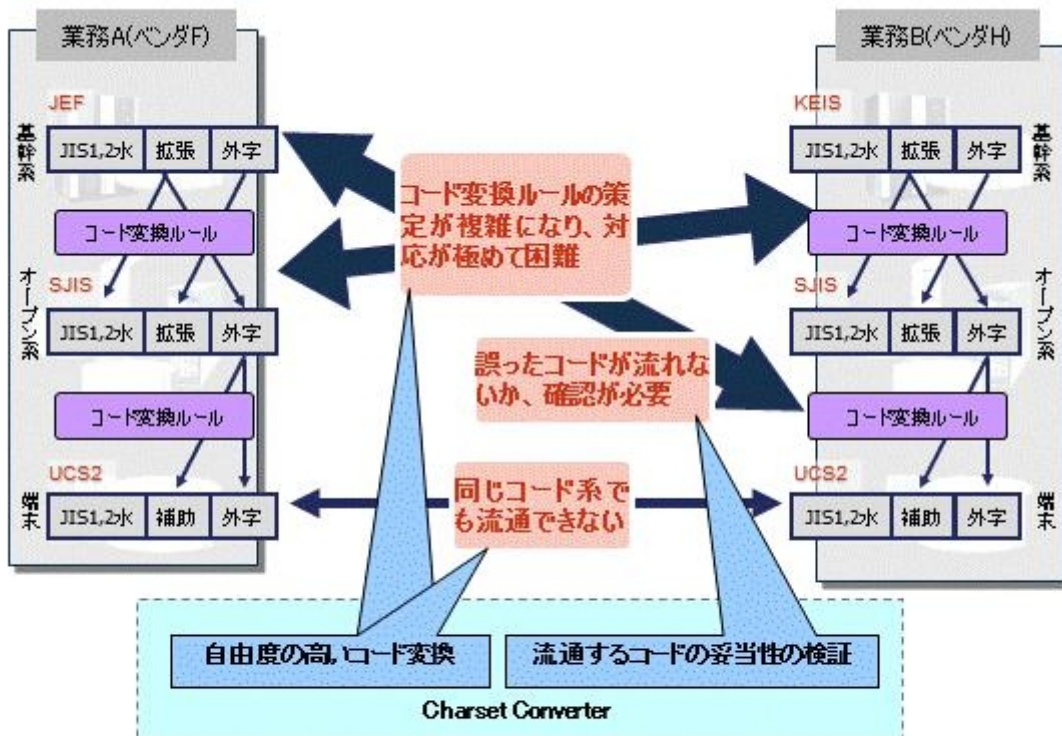 業務A(ベンダF)
業務B(ベンダH)
JEF
基幹系
JIS1,2水 拡張 外字
コード変換ルール
SJIS
オープン系
JIS1,2水 拡張 外字
コード変換ルール
UCS2
端末
JIS1,2水 補助 外字
コード変換ルールの策
定が複雑になり、対
応が極めて困難
誤ったコードが流れな
いか、確認が必要
同じコード系で
も流通できない
KEIS
基幹系
JIS1,2水 拡張 外字
コード変換ルール
SJIS
オープン系
JIS1,2水 拡張 外字
コード変換ルール
UCS2
端末
JIS1,2水 補助 外字
自由度の高いコード変換
流通するコードの妥当性の検証
Charset Converter